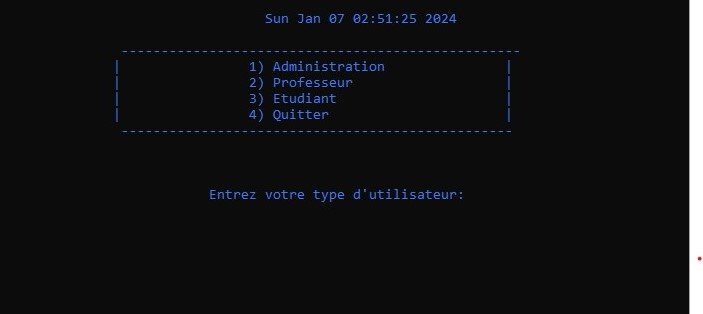 Sun Jan 07 02:51:25 2024
--------------------------------------------------
| 1) Administration |
| 2) Professeur |
| 3) Etudiant |
| 4) Quitter |
-------------------------------------------------
Entrez votre type d'utilisateur: